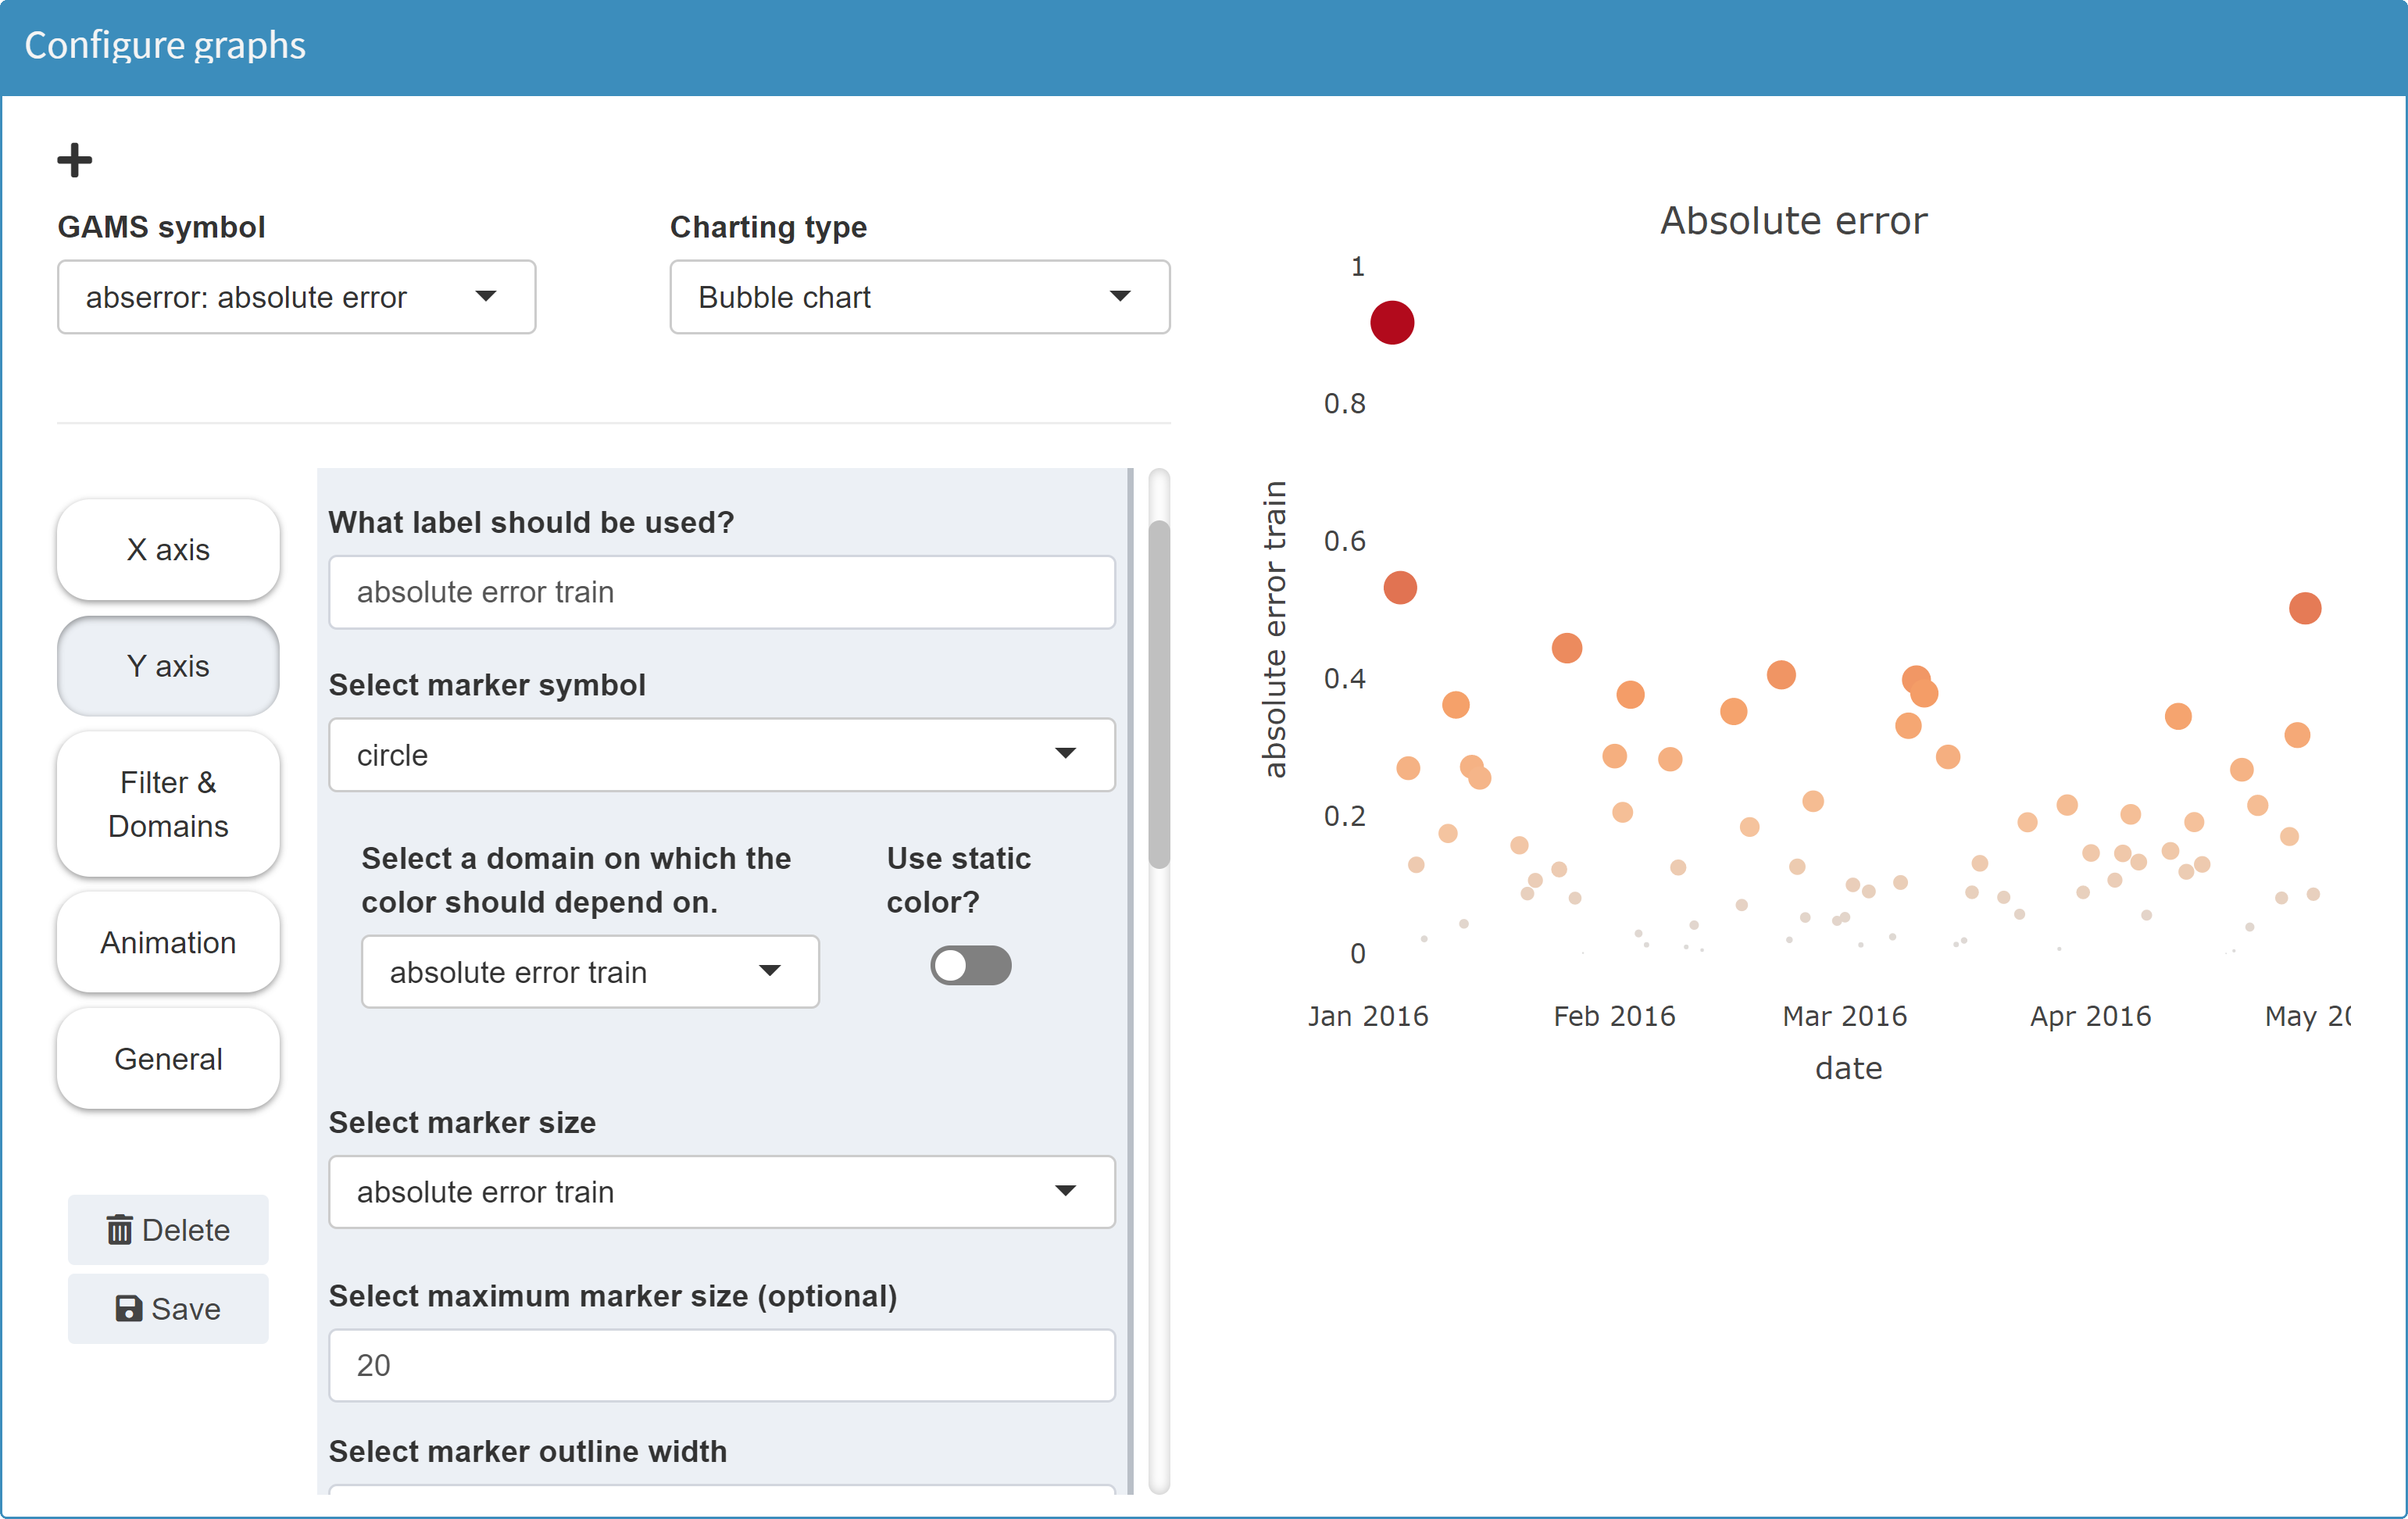 Configure graphs
GAMS symbol
Charting type
abserror: absolute error
Bubble chart
X axis
Y axis
Filter &
Domains
Animation
General
Delete
Save
What label should be used?
absolute error train
Select marker symbol
circle
Select a domain on which the
color should depend on.
absolute error train
Use static
color?
Select marker size
absolute error train
Select maximum marker size (optional)
20
Select marker outline width
Absolute error
1
0.8
0.6
0.4
0.2
0
absolute error train
Jan 2016
Feb 2016
Mar 2016
Apr 2016
May 20
date